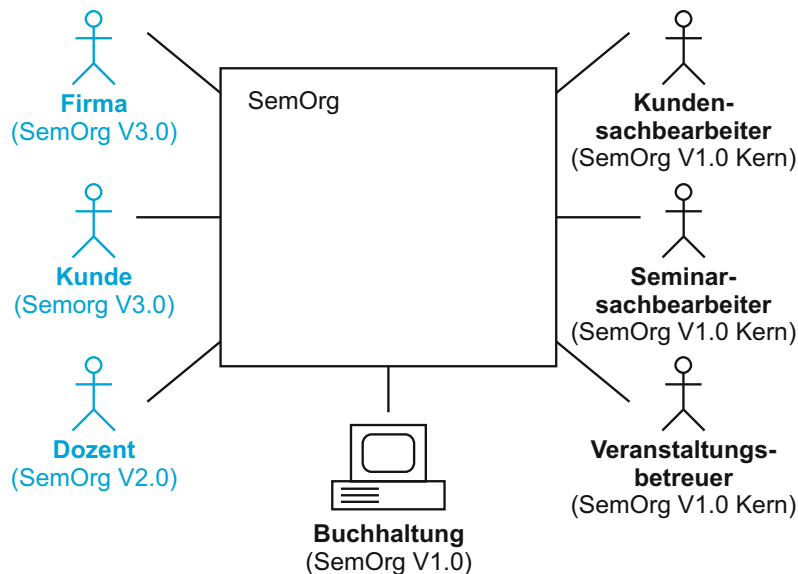 SemOrg
Firma
(SemOrg V3.0)
Kunde
(Semorg V3.0)
Dozent
(SemOrg V2.0)
Kunden-
sachbearbeiter
(SemOrg V1.0 Kern)
Seminar-
sachbearbeiter
(SemOrg V1.0 Kern)
Veranstaltungs-
betreuer
(SemOrg V1.0 Kern)
Buchhaltung
(SemOrg V1.0)